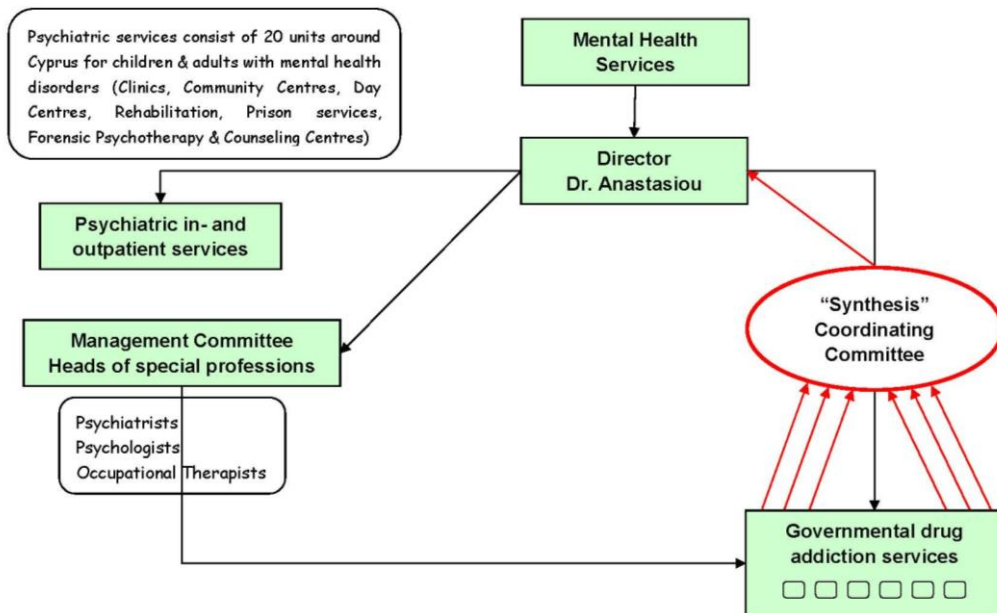 Psychiatric services consist of 20 units around
Cyprus for children & adults with mental health
disorders (Clinics, Community Centres, Day
Centres, Rehabilitation, Prison services,
Forensic Psychotherapy & Counseling Centres)
Mental Health
Services
Director
Dr. Anastasiou
Psychiatric in- and
outpatient services
“Synthesis”
Coordinating
Committee
Management Committee
Heads of special professions
Psychiatrists
Psychologists
Occupational Therapists
Governmental drug
addiction services